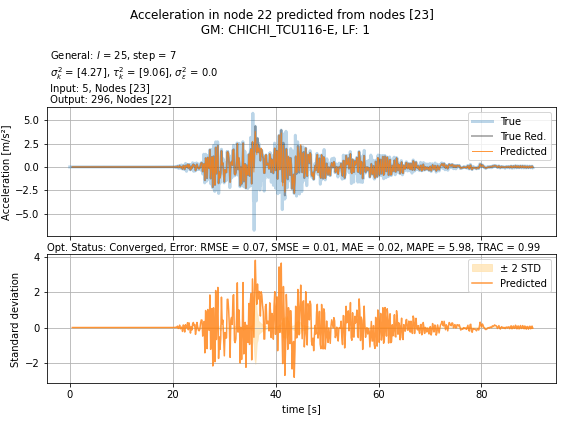 Acceleration in node 22 predicted from nodes [23]
GM: CHICHI_TCU116-E, LF: 1
General: l = 25, step = 7
σ²ₖ = [4.27], τ²ₖ = [9.06], σ²ε = 0.0
Input: 5, Nodes [23]
Output: 296, Nodes [22]
Acceleration [m/s²]
5.0
2.5
0.0
−2.5
−5.0
True
True Red.
Predicted
Opt. Status: Converged, Error: RMSE = 0.07, SMSE = 0.01, MAE = 0.02, MAPE = 5.98, TRAC = 0.99
Standard deviation
4
2
0
−2
± 2 STD
Predicted
0 20 40 60 80
time [s]